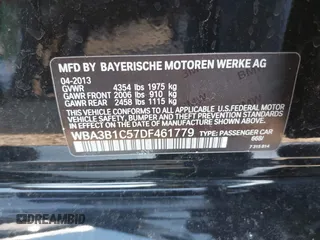 MFD BY BAYERISCHE MOTOREN WERKE AG
04-2013
GVWR 4354 lbs 1975 kg
GAWR FRONT 2006 lbs 910 kg
GAWR REAR 2458 lbs 1115 kg
THIS VEHICLE CONFORMS TO ALL APPLICABLE U.S.FEDERAL MOTOR
VEHICLE SAFETY, BUMPER, AND THEFT PREVENTION STANDARDS IN
EFFECT ON THE DATE OF MANUFACTURE SHOWN ABOVE.
WBA3B1C57DF461779 TYPE: PASSENGER CAR
668/
DREAMBID